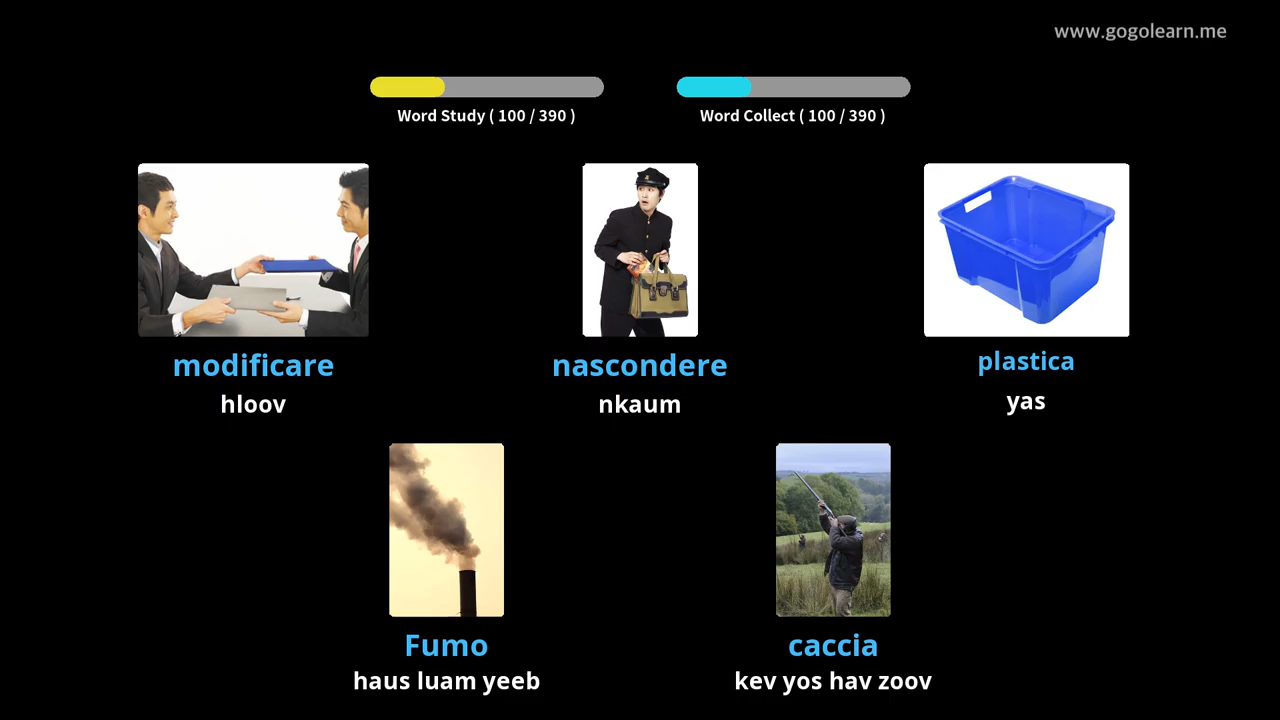 www.gogolearn.me
Word Study ( 100 / 390 )
Word Collect ( 100 / 390 )
modificare
hloov
nascondere
nkaum
plastica
yas
Fumo
haus luam yeeb
caccia
kev yos hav zoov